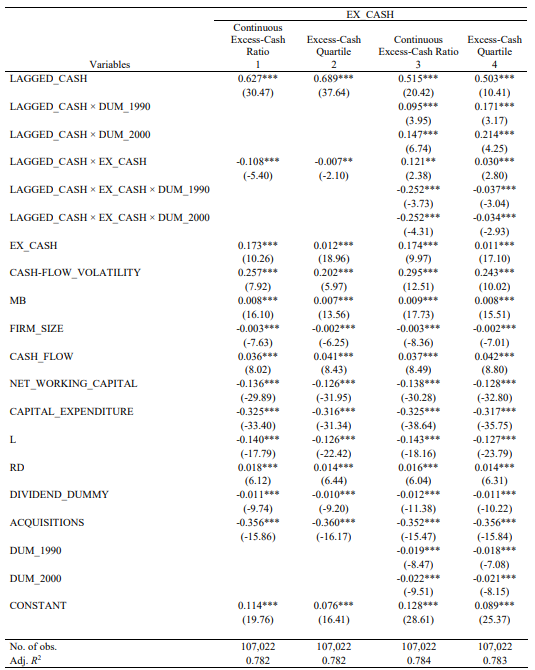 EX_CASH
Variables Continuous Excess-Cash Ratio 1 Excess-Cash Quartile 2 Continuous Excess-Cash Ratio 3 Excess-Cash Quartile 4
LAGGED_CASH 0.627*** 0.689*** 0.515*** 0.503***
(30.47) (37.64) (20.42) (10.41)
LAGGED_CASH × DUM_1990 0.095*** 0.171***
(3.95) (3.17)
LAGGED_CASH × DUM_2000 0.147*** 0.214***
(6.74) (4.25)
LAGGED_CASH × EX_CASH -0.108*** -0.007** 0.121** 0.030***
(-5.40) (-2.10) (2.38) (2.80)
LAGGED_CASH × EX_CASH × DUM_1990 -0.252*** -0.037***
(-3.73) (-3.04)
LAGGED_CASH × EX_CASH × DUM_2000 -0.252*** -0.034***
(-4.31) (-2.93)
EX_CASH 0.173*** 0.012*** 0.174*** 0.011***
(10.26) (18.96) (9.97) (17.10)
CASH-FLOW_VOLATILITY 0.257*** 0.202*** 0.295*** 0.243***
(7.92) (5.97) (12.51) (10.02)
MB 0.008*** 0.007*** 0.009*** 0.008***
(16.10) (13.56) (17.73) (15.51)
FIRM_SIZE -0.003*** -0.002*** -0.003*** -0.002***
(-7.63) (-6.25) (-8.36) (-7.01)
CASH_FLOW 0.036*** 0.041*** 0.037*** 0.042***
(8.02) (8.43) (8.49) (8.80)
NET_WORKING_CAPITAL -0.136*** -0.126*** -0.138*** -0.128***
(-29.89) (-31.95) (-30.28) (-32.80)
CAPITAL_EXPENDITURE -0.325*** -0.316*** -0.325*** -0.317***
(-33.40) (-31.34) (-38.64) (-35.75)
L -0.140*** -0.126*** -0.143*** -0.127***
(-17.79) (-22.42) (-18.16) (-23.79)
RD 0.018*** 0.014*** 0.016*** 0.014***
(6.12) (6.44) (6.04) (6.31)
DIVIDEND_DUMMY -0.011*** -0.010*** -0.012*** -0.011***
(-9.74) (-9.20) (-11.38) (-10.22)
ACQUISITIONS -0.356*** -0.360*** -0.352*** -0.356***
(-15.86) (-16.17) (-15.47) (-15.84)
DUM_1990 -0.019*** -0.018***
(-8.47) (-7.08)
DUM_2000 -0.022*** -0.021***
(-9.51) (-8.15)
CONSTANT 0.114*** 0.076*** 0.128*** 0.089***
(19.76) (16.41) (28.61) (25.37)
No. of obs. 107,022 107,022 107,022 107,022
Adj. R² 0.782 0.782 0.784 0.783